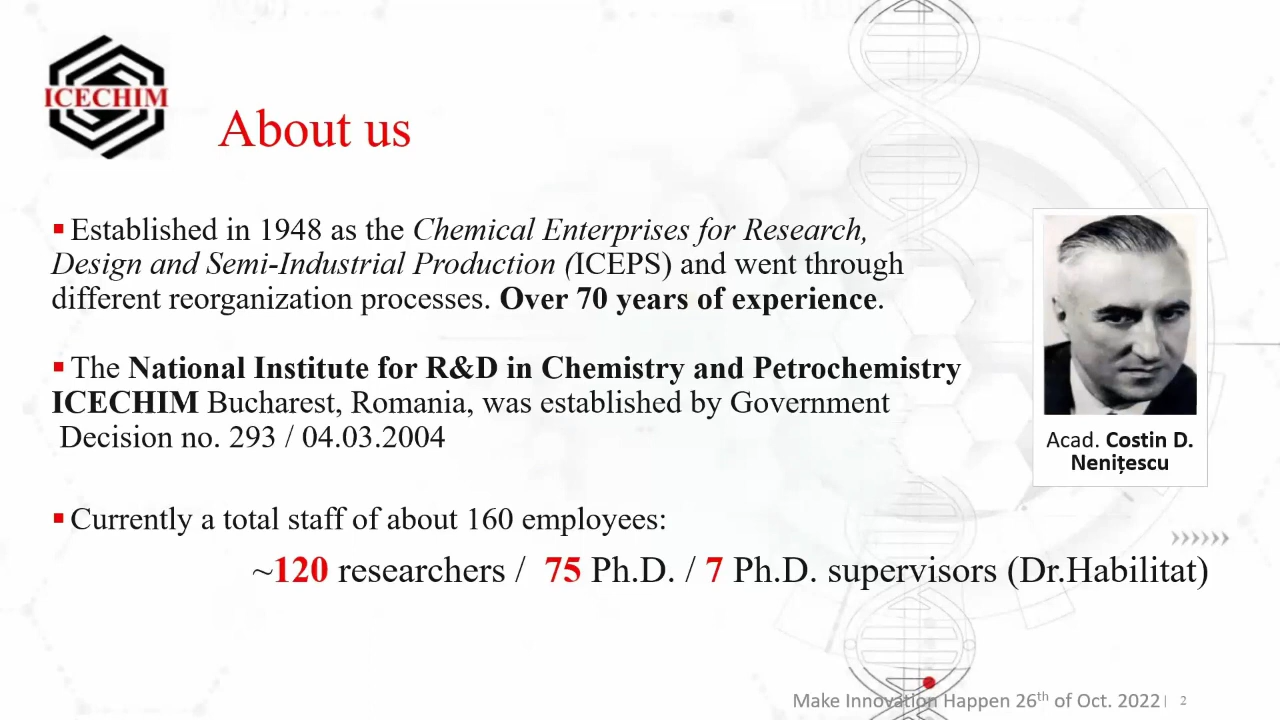 ICECHIM
About us
▪ Established in 1948 as the Chemical Enterprises for Research,
Design and Semi-Industrial Production (ICEPS) and went through
different reorganization processes. Over 70 years of experience.
▪ The National Institute for R&D in Chemistry and Petrochemistry
ICECHIM Bucharest, Romania, was established by Government
Decision no. 293 / 04.03.2004
Acad. Costin D.
Nenițescu
▪ Currently a total staff of about 160 employees:
~120 researchers / 75 Ph.D. / 7 Ph.D. supervisors (Dr.Habilitat)
Make Innovation Happen 26th of Oct. 2022 | 2